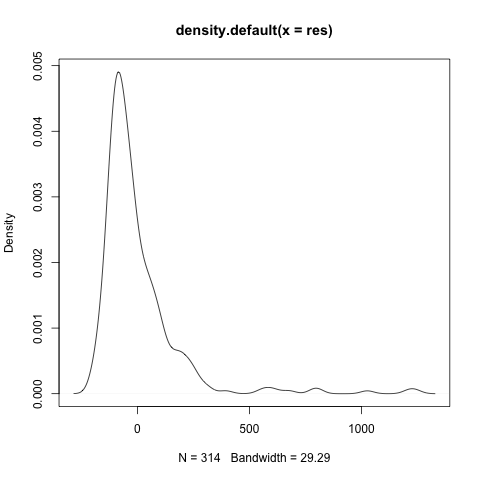 density.default(x = res)
Density
0.005
0.004
0.003
0.002
0.001
0.000
0 500 1000
N = 314 Bandwidth = 29.29